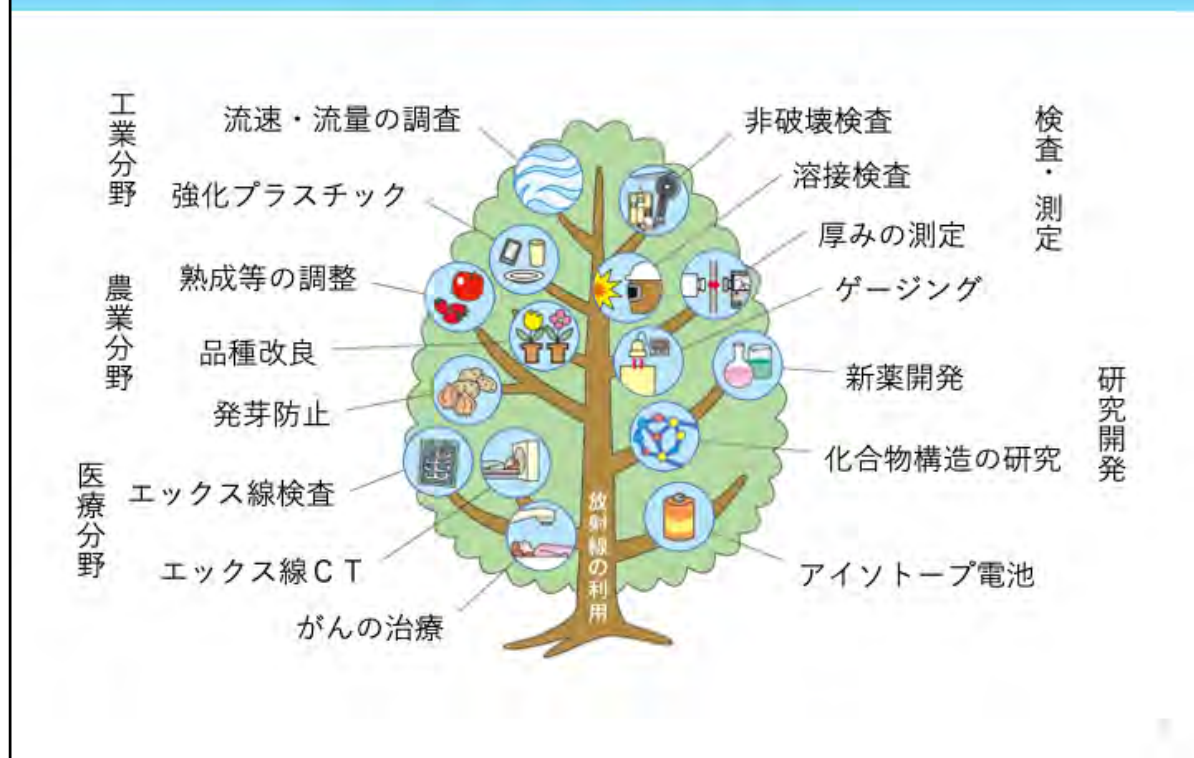 工業分野
流速・流量の調査
強化プラスチック
農業分野
熟成等の調整
品種改良
発芽防止
医療分野
エックス線検査
エックス線CT
がんの治療
放射線の利用
検査・測定
非破壊検査
溶接検査
厚みの測定
ゲージング
研究開発
新薬開発
化合物構造の研究
アイソトープ電池